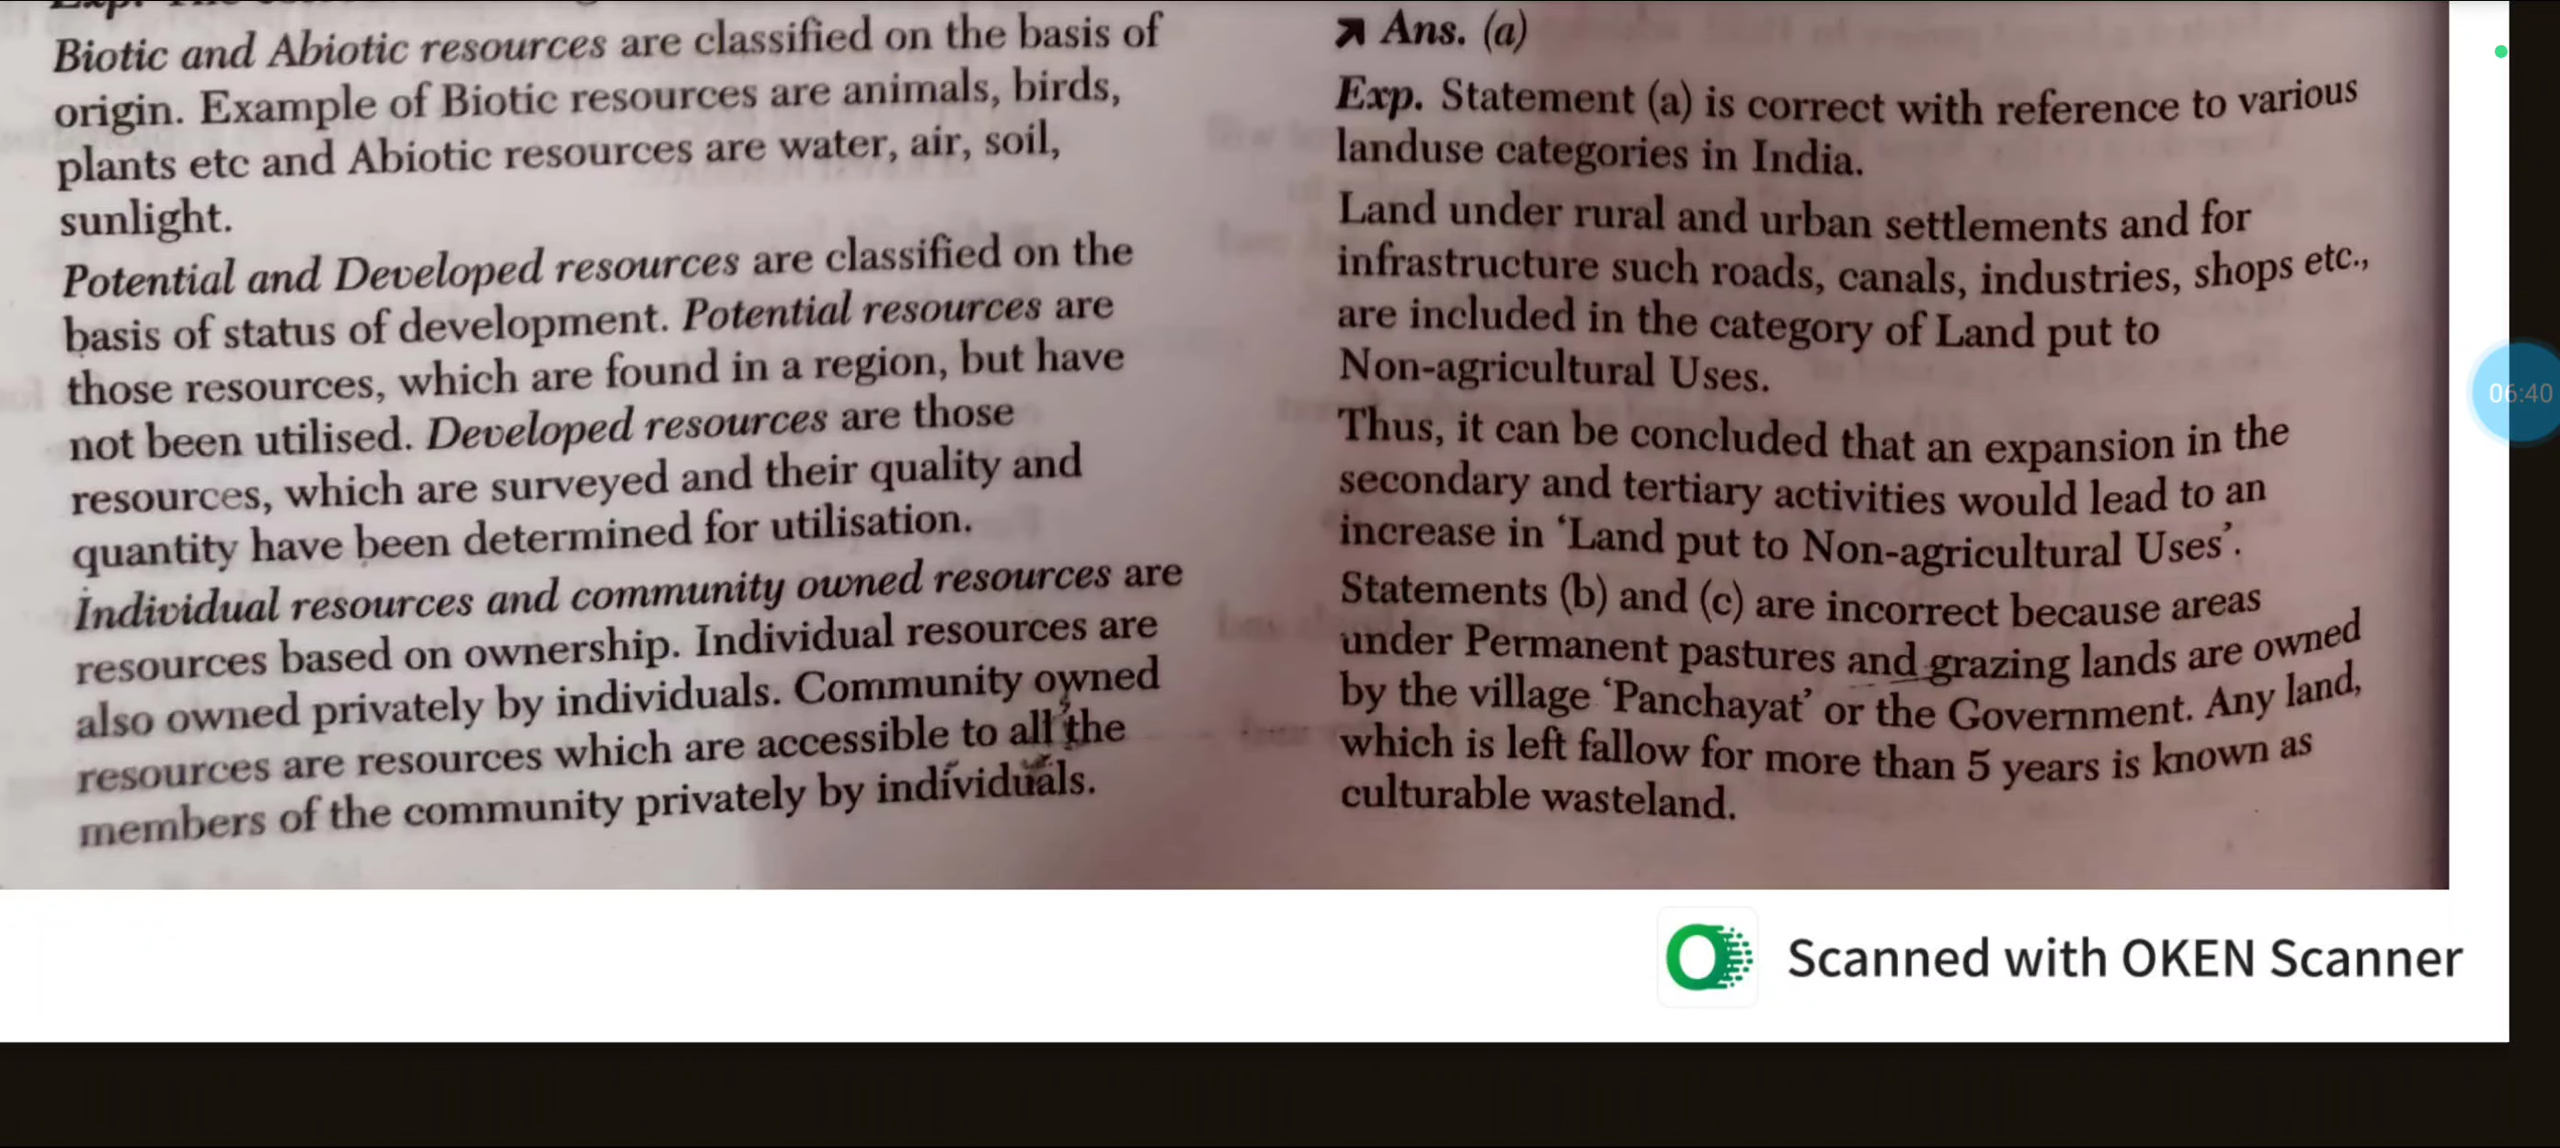 Biotic and Abiotic resources are classified on the basis of
origin. Example of Biotic resources are animals, birds,
plants etc and Abiotic resources are water, air, soil,
sunlight.
Potential and Developed resources are classified on the
basis of status of development. Potential resources are
those resources, which are found in a region, but have
not been utilised. Developed resources are those
resources, which are surveyed and their quality and
quantity have been determined for utilisation.
Individual resources and community owned resources are
resources based on ownership. Individual resources are
also owned privately by individuals. Community owned
resources are resources which are accessible to all the
members of the community privately by individuals.
Ans. (a)
Exp. Statement (a) is correct with reference to various
landuse categories in India.
Land under rural and urban settlements and for
infrastructure such roads, canals, industries, shops etc.,
are included in the category of Land put to
Non-agricultural Uses.
Thus, it can be concluded that an expansion in the
secondary and tertiary activities would lead to an
increase in ‘Land put to Non-agricultural Uses’.
Statements (b) and (c) are incorrect because areas
under Permanent pastures and grazing lands are owned
by the village ‘Panchayat’ or the Government. Any land,
which is left fallow for more than 5 years is known as
culturable wasteland.
06:40
Scanned with OKEN Scanner